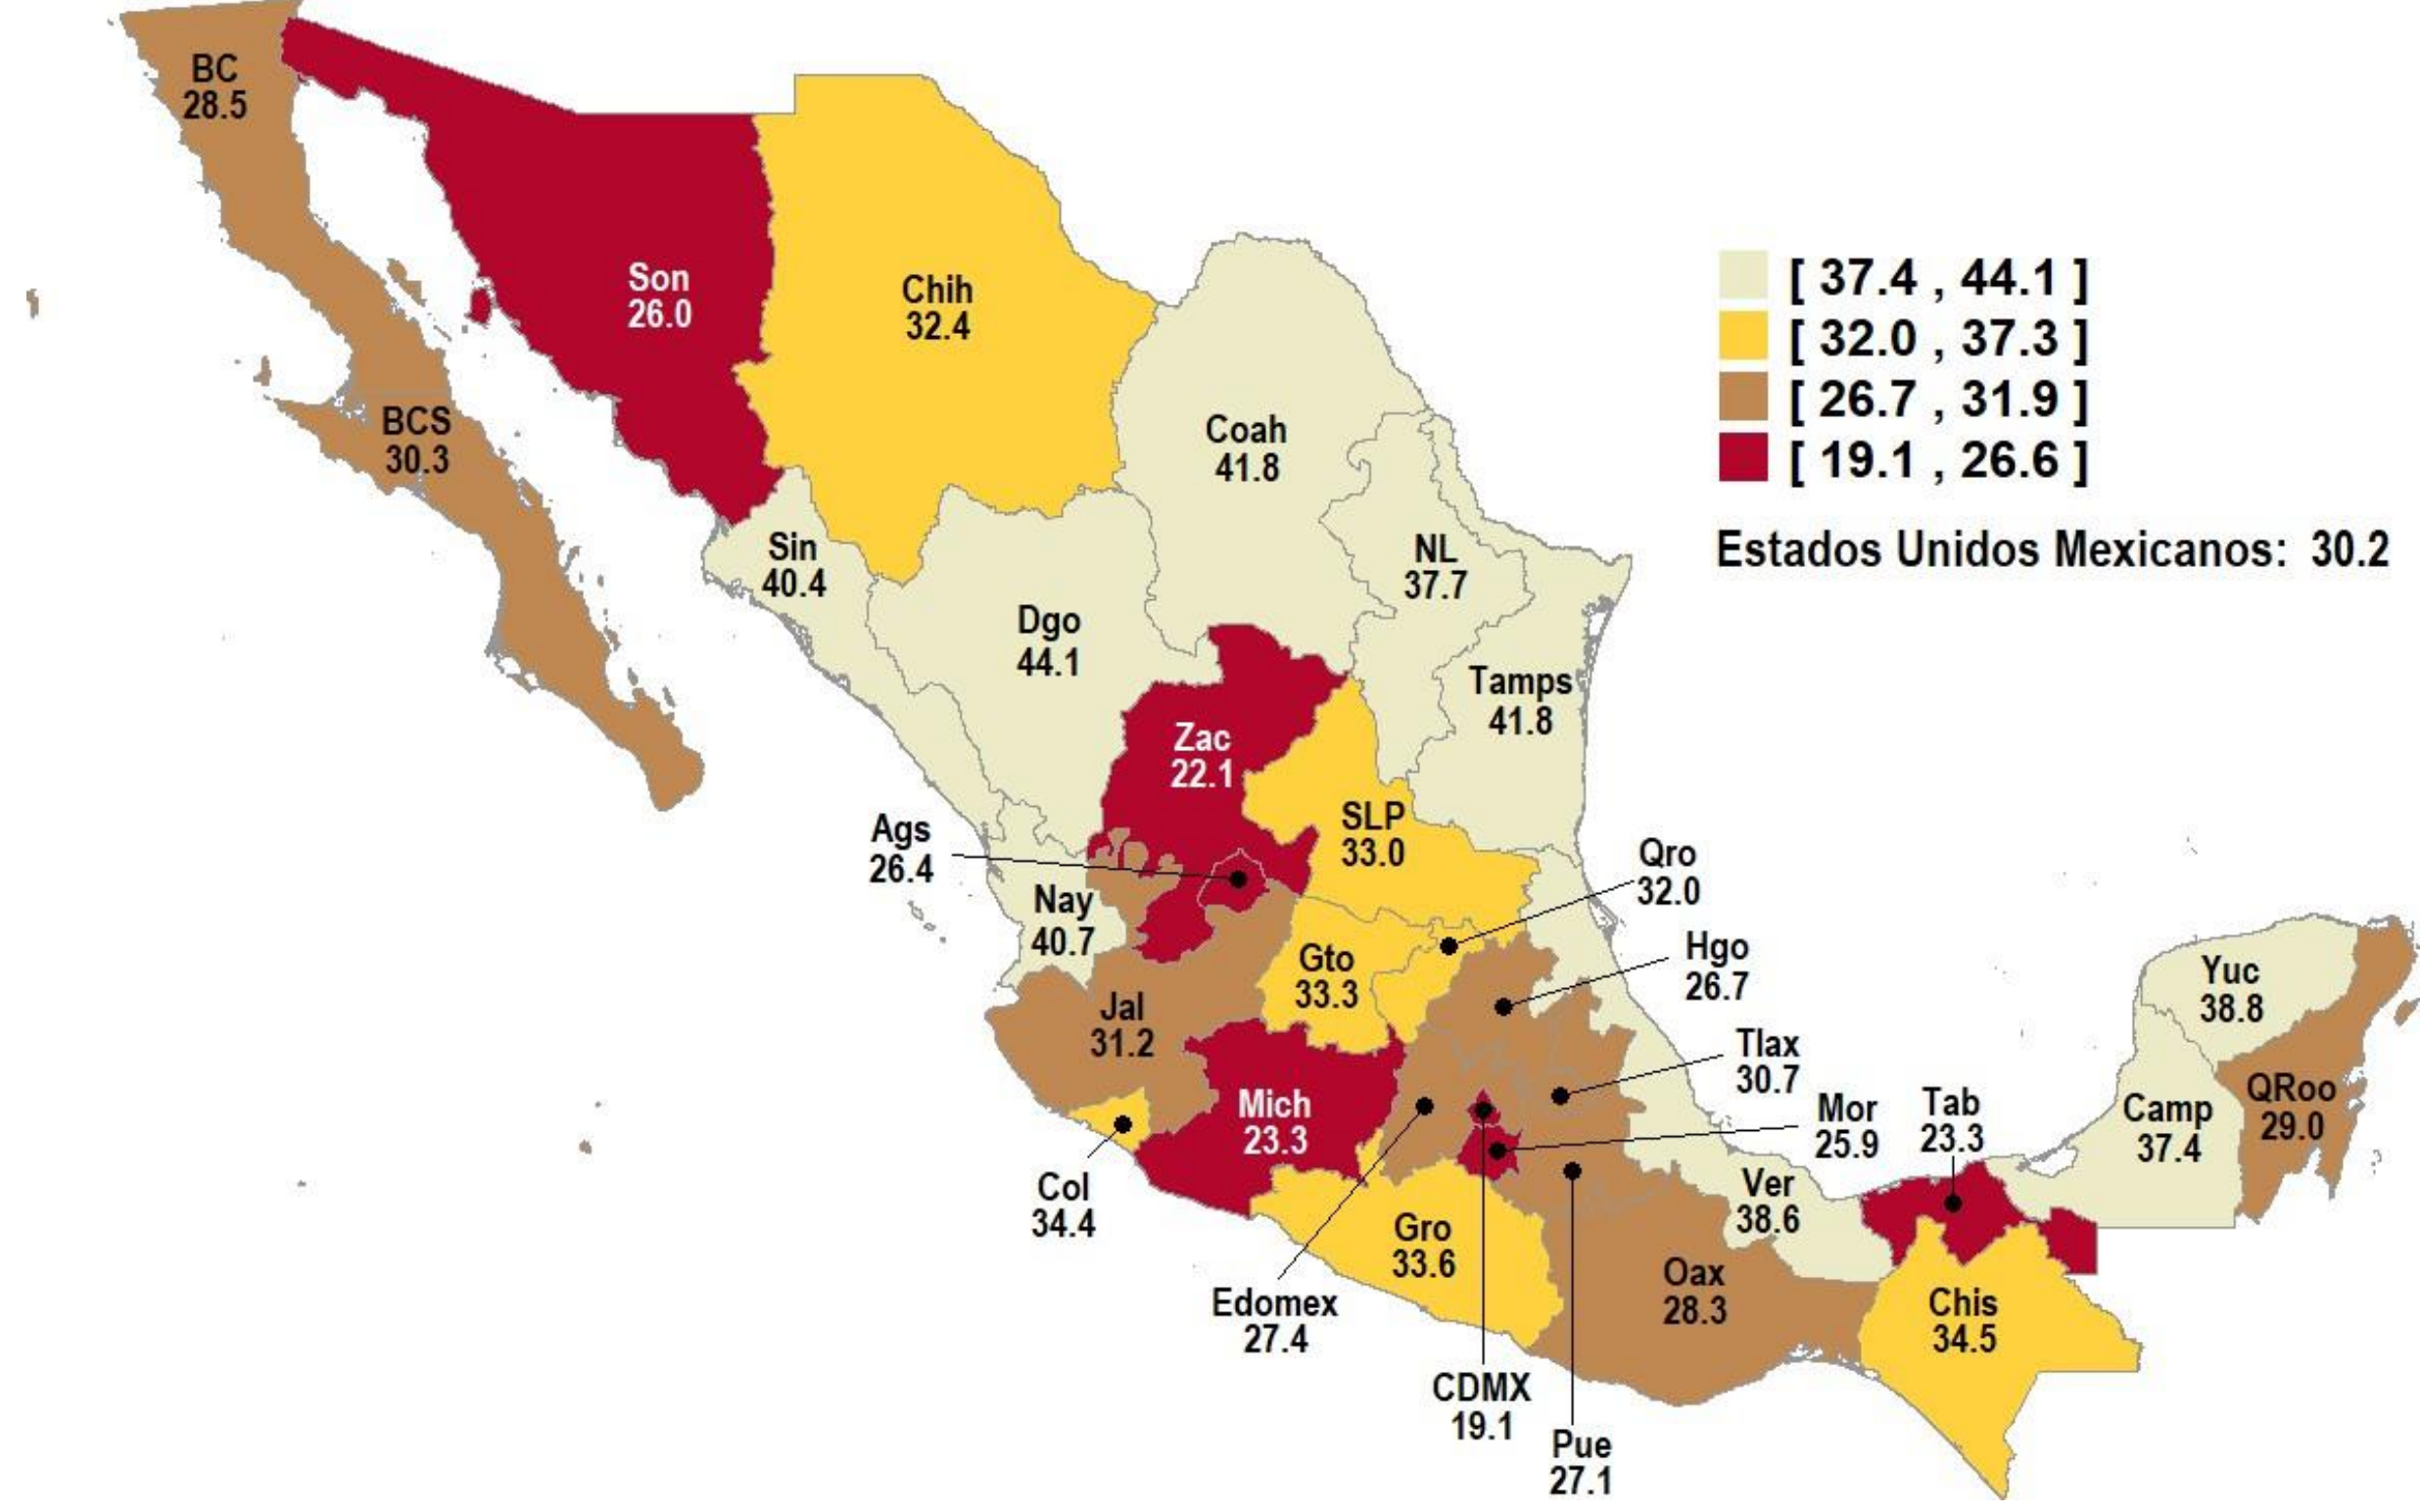 BC
28.5
Son
26.0
Chih
32.4
BCS
30.3
Coah
41.8
[ 37.4 , 44.1 ]
[ 32.0 , 37.3 ]
[ 26.7 , 31.9 ]
[ 19.1 , 26.6 ]
Estados Unidos Mexicanos: 30.2
Sin
40.4
NL
37.7
Dgo
44.1
Tamps
41.8
Zac
22.1
SLP
33.0
Ags
26.4
Qro
32.0
Nay
40.7
Gto
33.3
Hgo
26.7
Yuc
38.8
Jal
31.2
Tlax
30.7
Mich
23.3
Mor
25.9
Tab
23.3
Camp
37.4
QRoo
29.0
Col
34.4
Ver
38.6
Gro
33.6
Edomex
27.4
Oax
28.3
Chis
34.5
CDMX
19.1
Pue
27.1